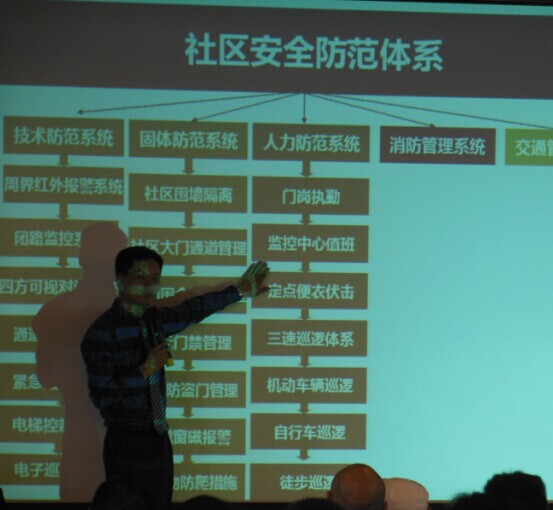 社区安全防范体系
技术防范系统
固体防范系统
人力防范系统
消防管理系统
交通
周界红外报警系统
社区围墙隔离
门岗执勤
闭路监控
社区大门通道管理
监控中心值班
四方可视对
定点便衣伏击
门禁管理
三速巡逻体系
紧急
防盗门管理
机动车辆巡逻
电梯控
窗磁报警
自行车巡逻
电子巡
防爬措施
徒步巡逻